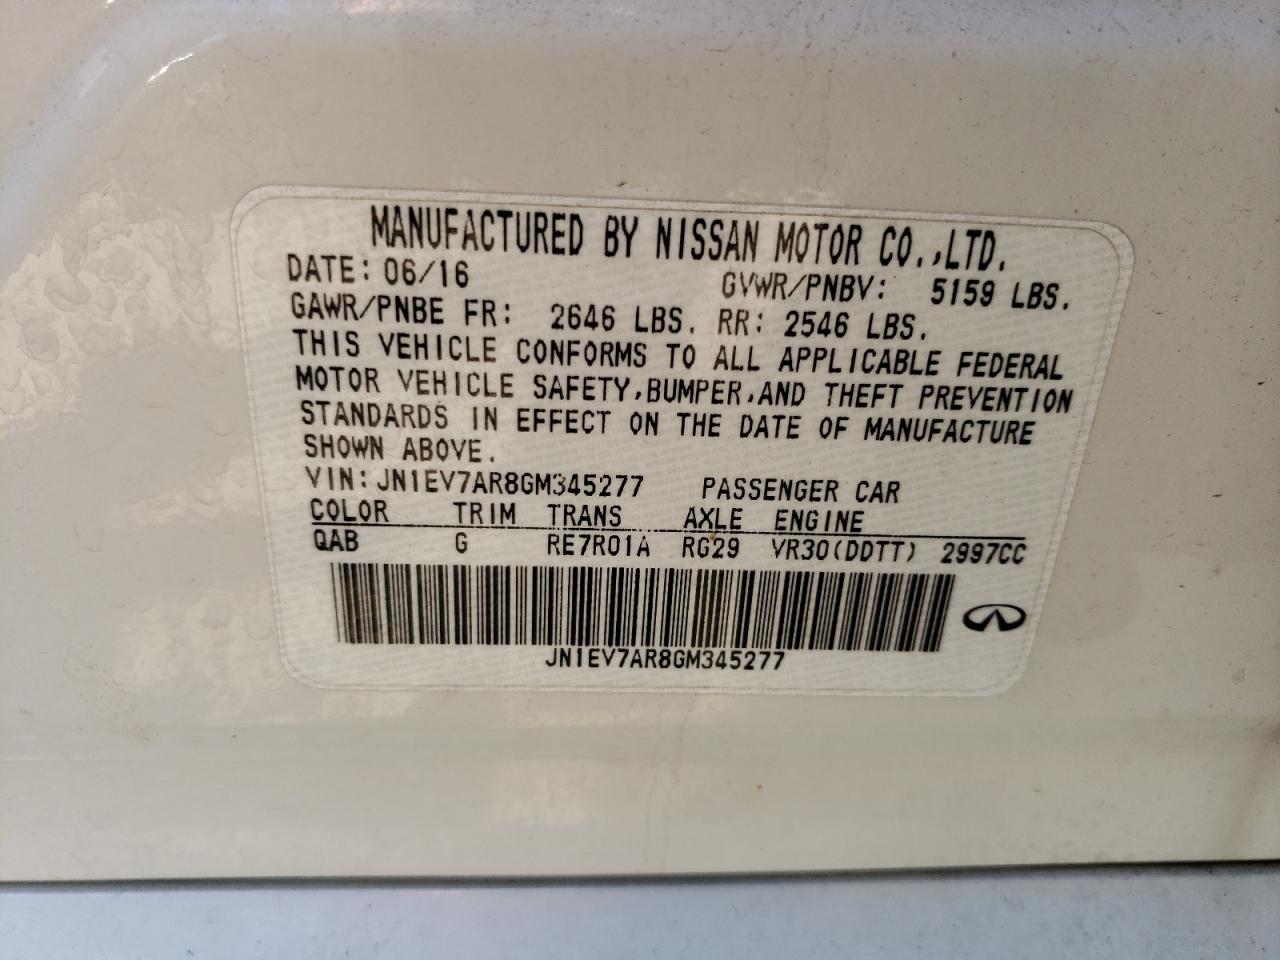 MANUFACTURED BY NISSAN MOTOR CO.,LTD.
DATE: 06/16 GVWR/PNBV: 5159 LBS.
GAWR/PNBE FR: 2646 LBS. RR: 2546 LBS.
THIS VEHICLE CONFORMS TO ALL APPLICABLE FEDERAL
MOTOR VEHICLE SAFETY,BUMPER,AND THEFT PREVENTION
STANDARDS IN EFFECT ON THE DATE OF MANUFACTURE
SHOWN ABOVE.
VIN:JN1EV7AR8GM345277 PASSENGER CAR
COLOR TRIM TRANS AXLE ENGINE
QAB G RE7R01A RG29 VR30(DDTT) 2997CC
JN1EV7AR8GM345277